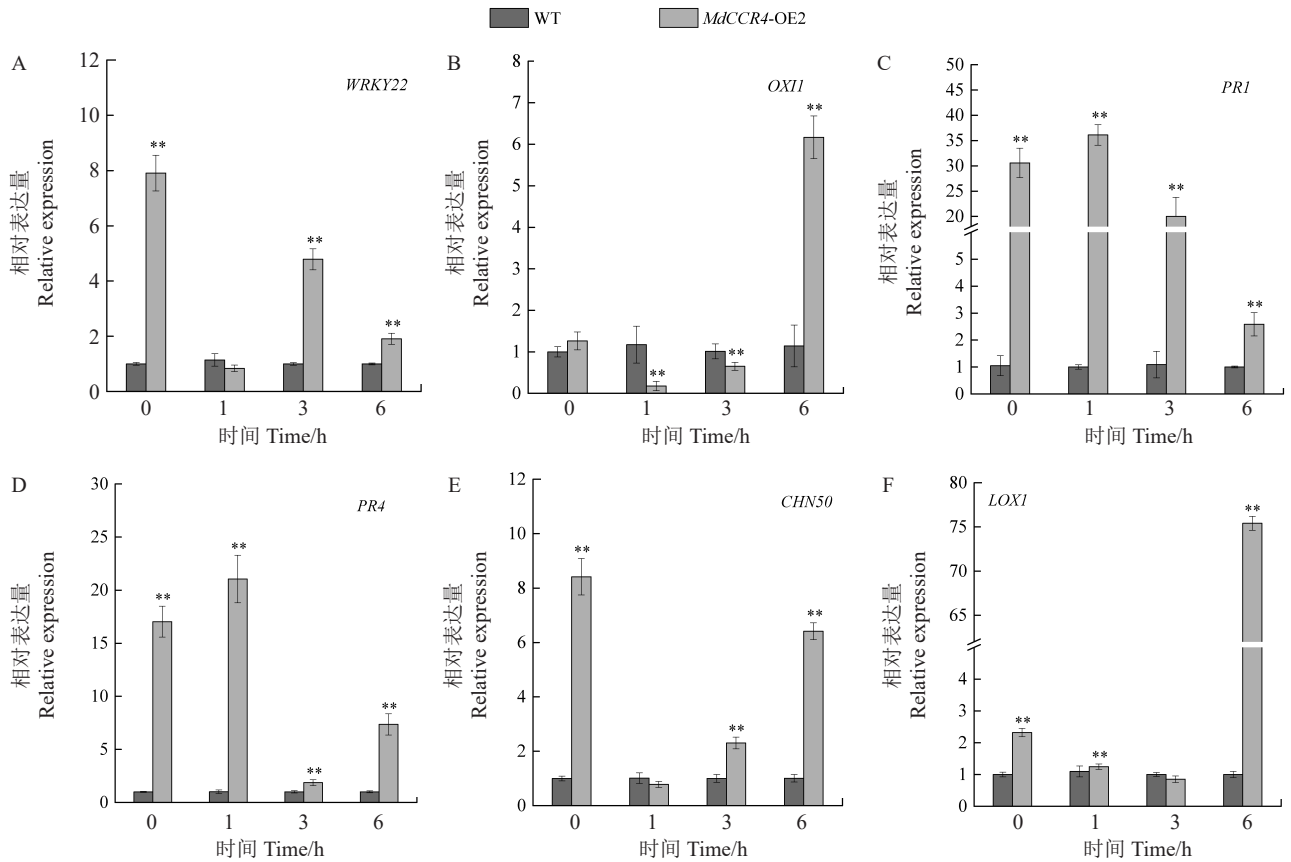 WT
MdCCR4-OE2
A
WRKY22
12
10
8
6
4
2
0
相对表达量
Relative expression
**
**
**
0 1 3 6
时间 Time/h
B
OXI1
8
7
6
5
4
3
2
1
0
相对表达量
Relative expression
**
**
**
0 1 3 6
时间 Time/h
C
PR1
50
45
40
35
30
25
20
5
4
3
2
1
0
相对表达量
Relative expression
**
**
**
**
0 1 3 6
时间 Time/h
D
PR4
30
25
20
15
10
5
0
相对表达量
Relative expression
**
**
**
**
0 1 3 6
时间 Time/h
E
CHN50
12
10
8
6
4
2
0
相对表达量
Relative expression
**
**
**
0 1 3 6
时间 Time/h
F
LOX1
80
75
70
65
4
3
2
1
0
相对表达量
Relative expression
**
**
**
0 1 3 6
时间 Time/h